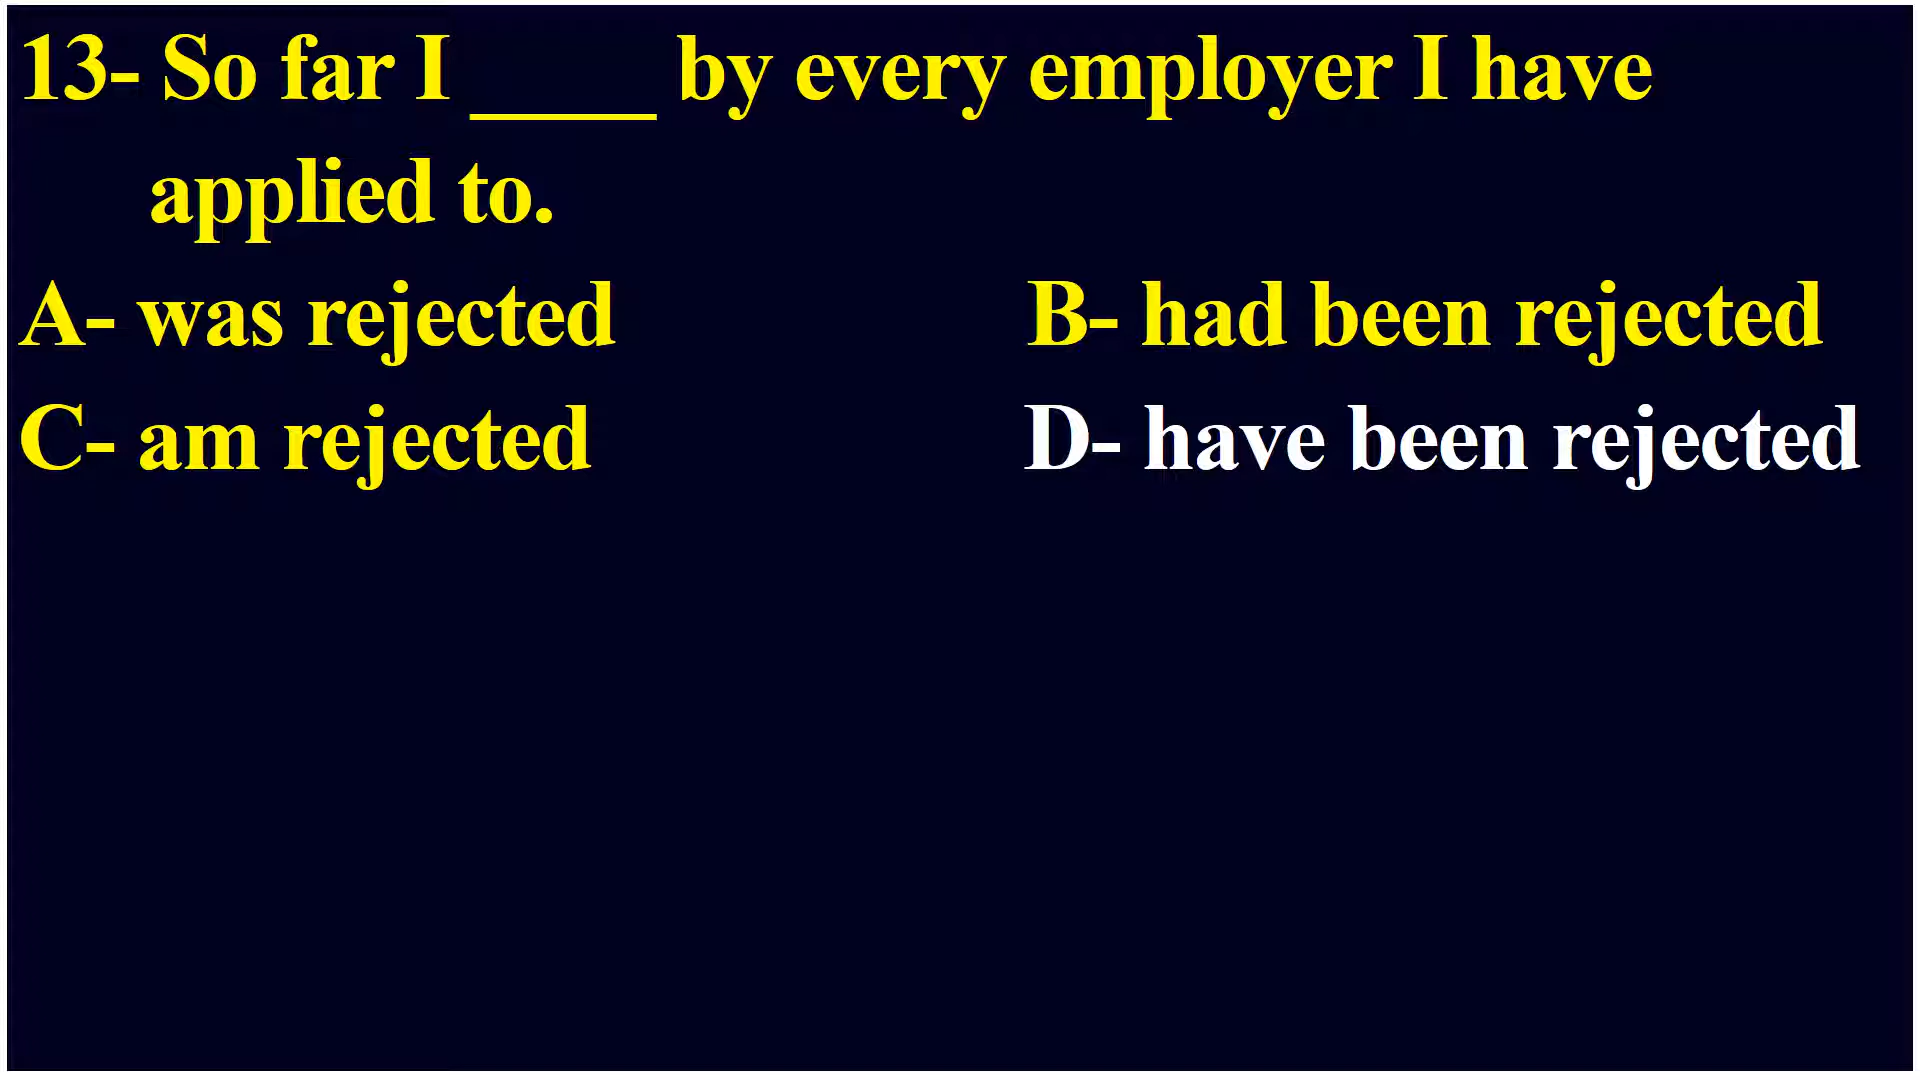 13- So far I ____ by every employer I have
applied to.
A- was rejected B- had been rejected
C- am rejected D- have been rejected